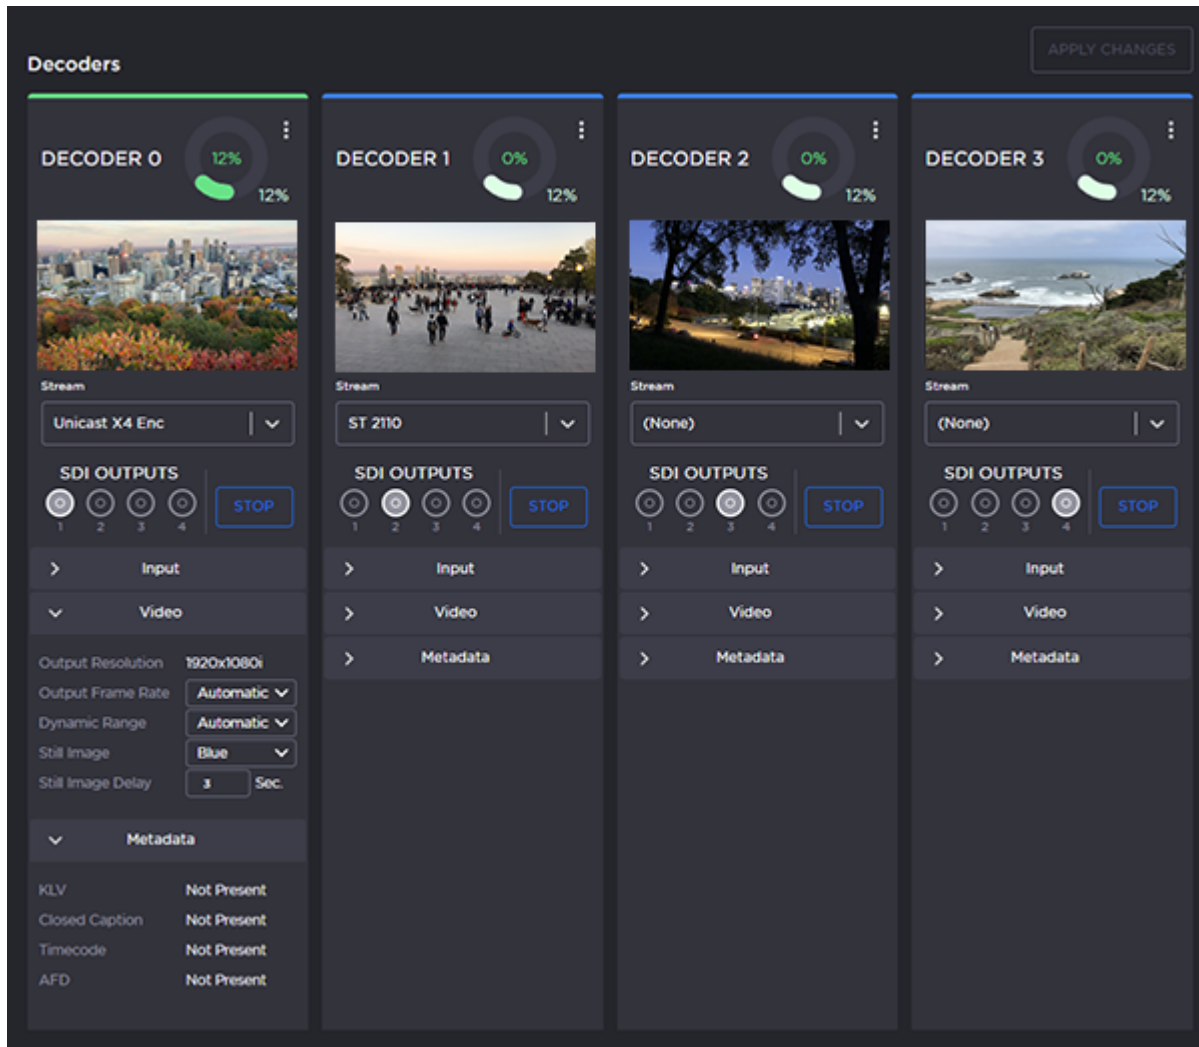 APPLY CHANGES
Decoders
DECODER 0 12% 12%
DECODER 1 0% 12%
DECODER 2 0% 12%
DECODER 3 0% 12%
Stream Stream Stream Stream
Unicast X4 Enc ST 2110 (None) (None)
SDI OUTPUTS SDI OUTPUTS SDI OUTPUTS SDI OUTPUTS
STOP STOP STOP STOP
1 2 3 4 1 2 3 4 1 2 3 4 1 2 3 4
Input Input Input Input
Video Video Video Video
Metadata Metadata Metadata
Output Resolution 1920x1080i
Output Frame Rate Automatic
Dynamic Range Automatic
Still Image Blue
Still Image Delay 3 Sec.
Metadata
KLV Not Present
Closed Caption Not Present
Timecode Not Present
AFD Not Present